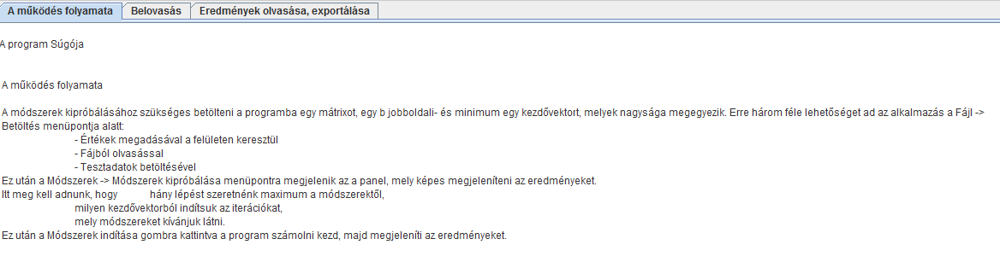 A működés folyamata Belovasás Eredmények olvasása, exportálása
A program Súgója
A működés folyamata
A módszerek kipróbálásához szükséges betölteni a programba egy mátrixot, egy b jobboldali- és minimum egy kezdővektort, melyek nagysága megegyezik. Erre három féle lehetőséget ad az alkalmazás a Fájl ->
Betöltés menüpontja alatt:
- Értékek megadásával a felületen keresztül
- Fájból olvasással
- Tesztadatok betöltésével
Ez után a Módszerek -> Módszerek kipróbálása menüpontra megjelenik az a panel, mely képes megjeleníteni az eredményeket.
Itt meg kell adnunk, hogy hány lépést szeretnénk maximum a módszerektől,
milyen kezdővektorból indítsuk az iterációkat,
mely módszereket kívánjuk látni.
Ez után a Módszerek indítása gombra kattintva a program számolni kezd, majd megjeleníti az eredményeket.